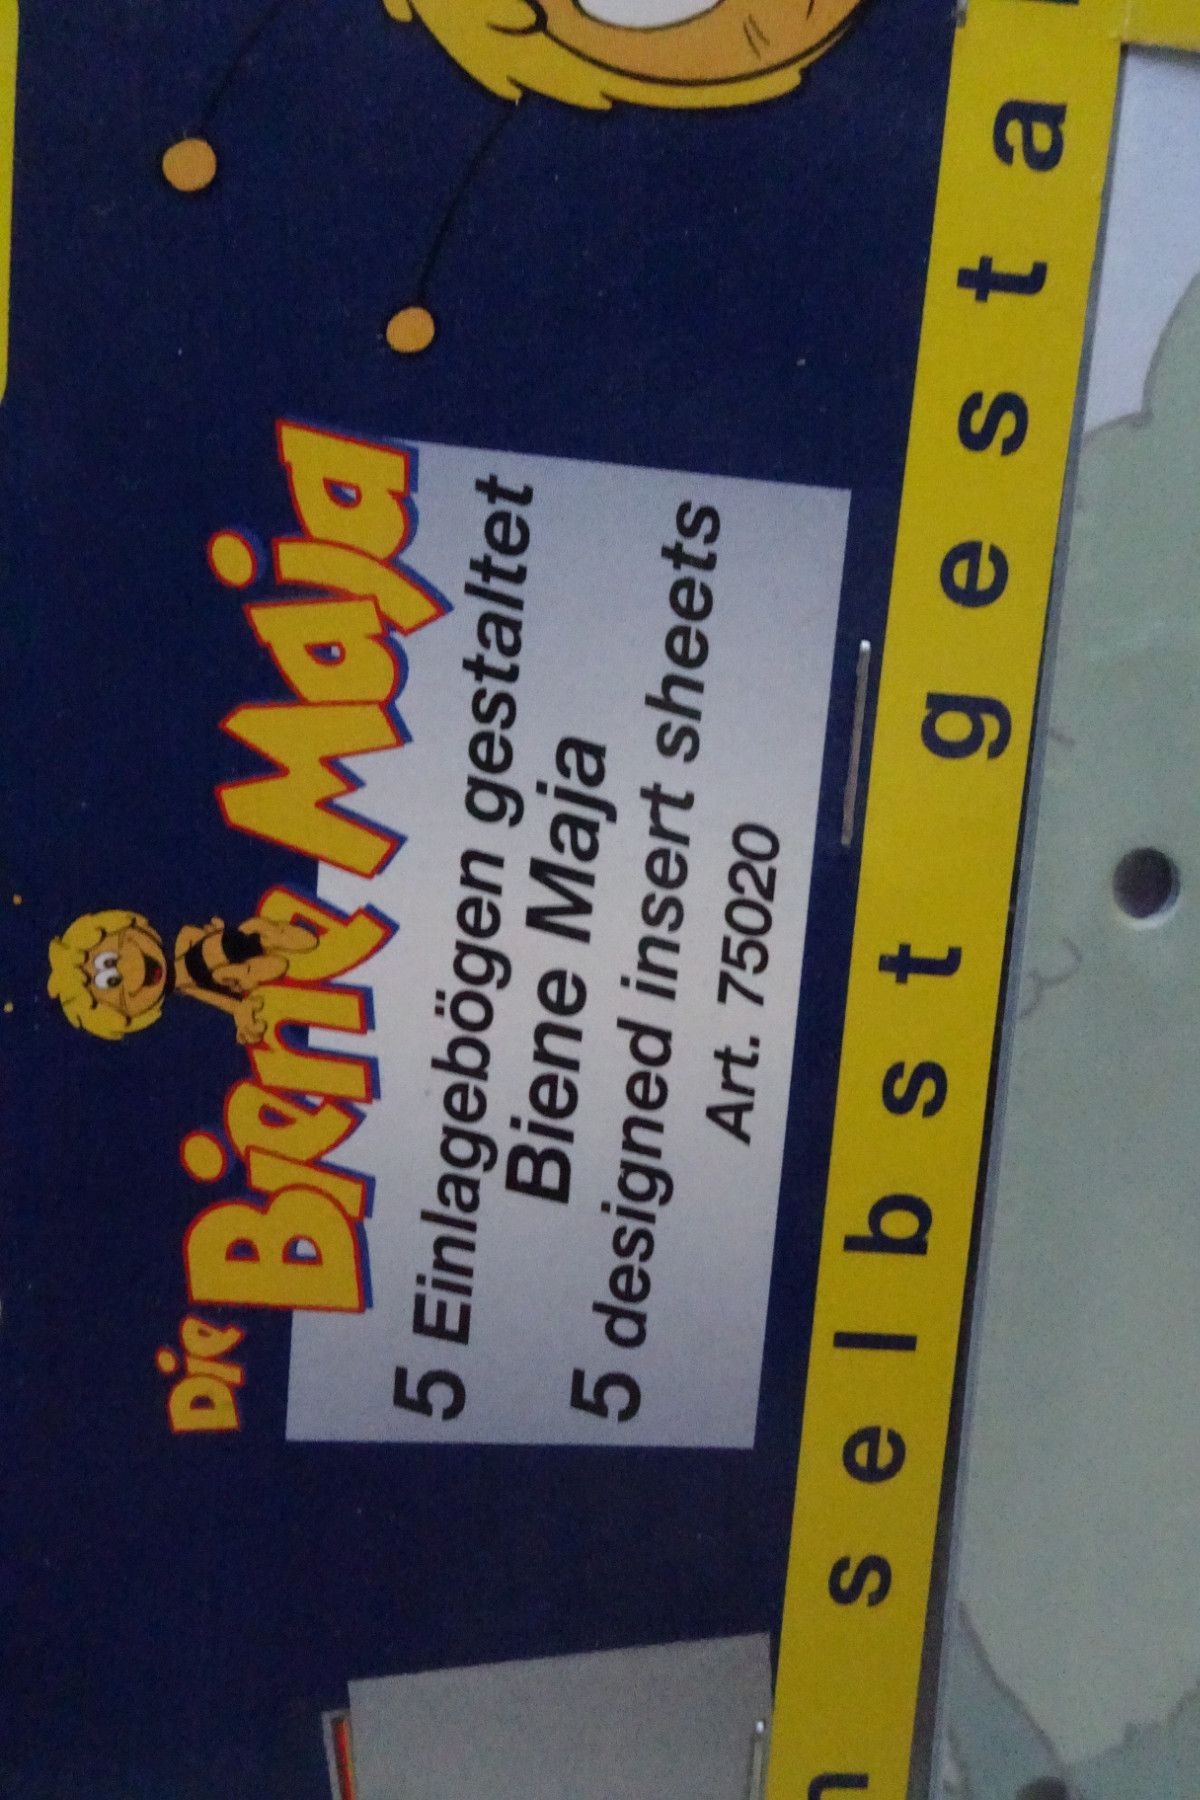 Die
Biene Maja
5 Einlagebögen gestaltet
Biene Maja
5 designed insert sheets
Art. 75020
selbst gesta